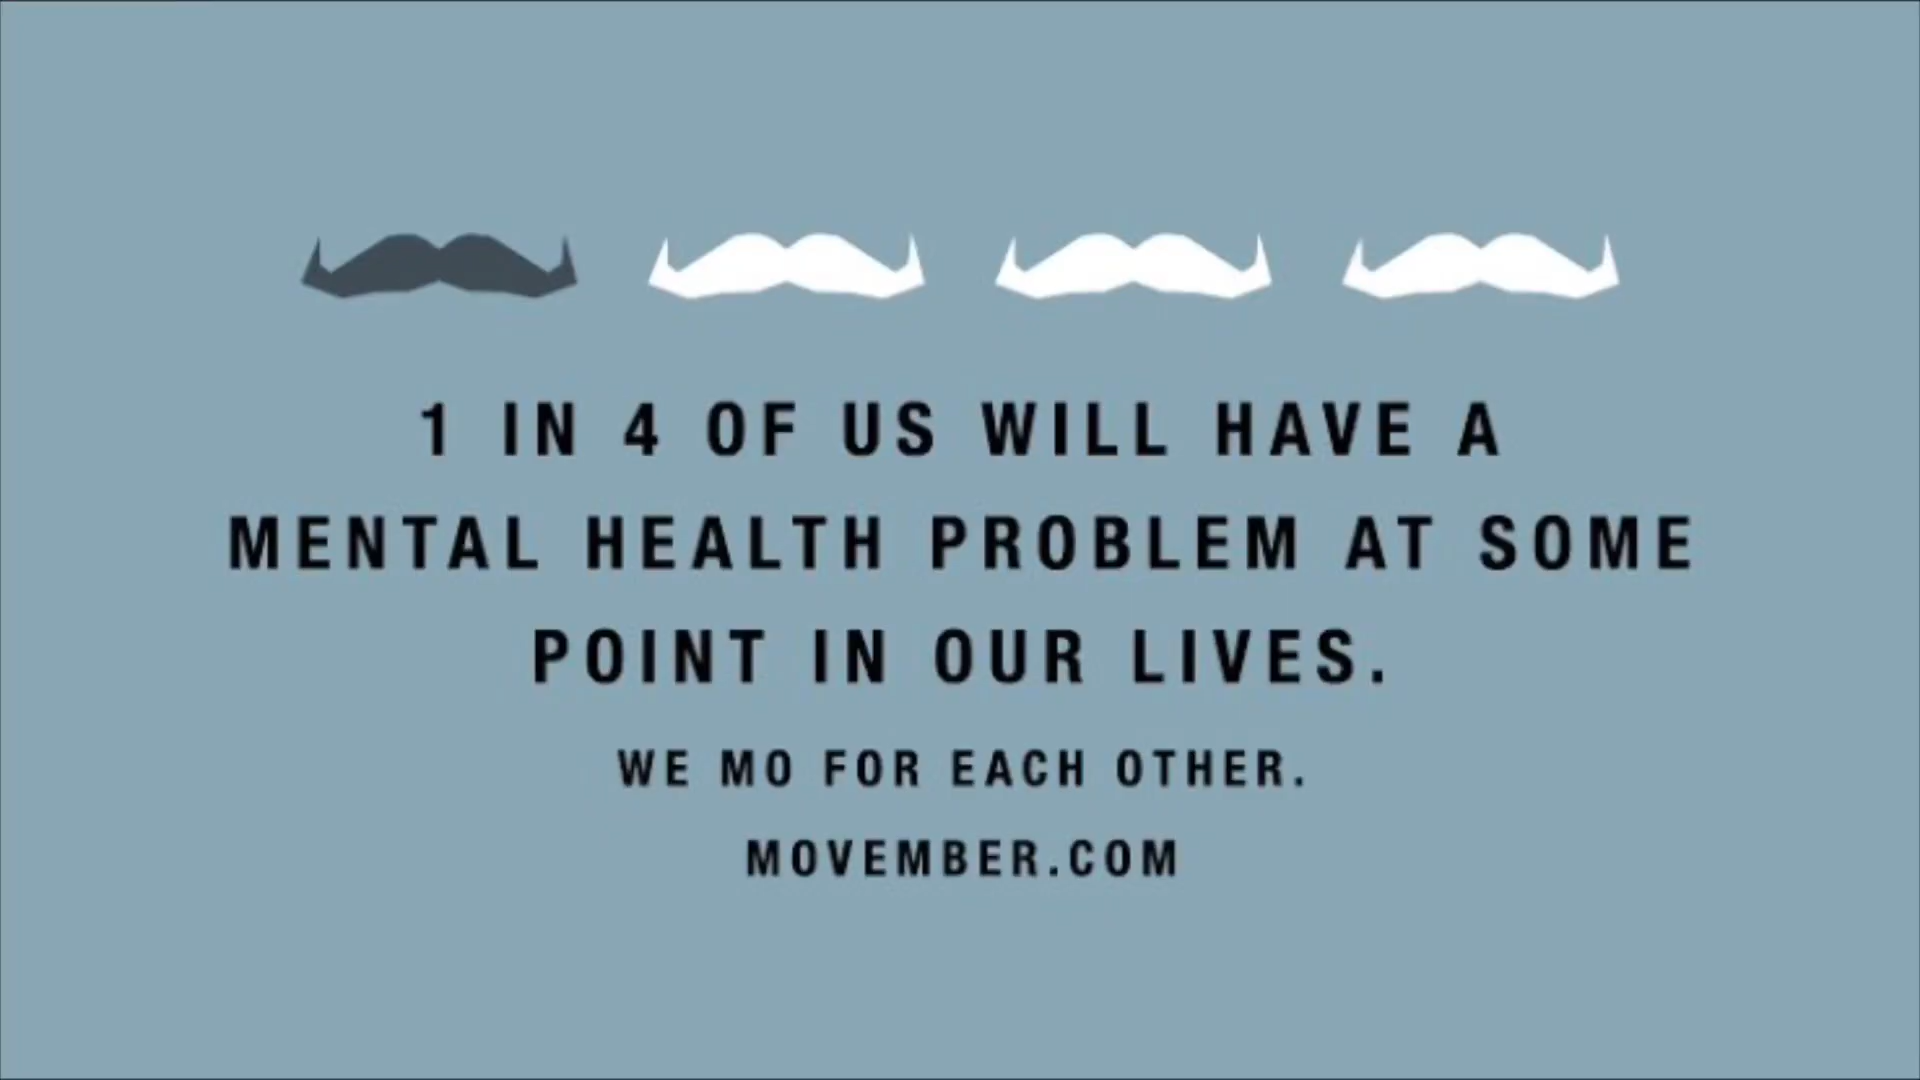 1 IN 4 OF US WILL HAVE A
MENTAL HEALTH PROBLEM AT SOME
POINT IN OUR LIVES.
WE MO FOR EACH OTHER.
MOVEMBER.COM